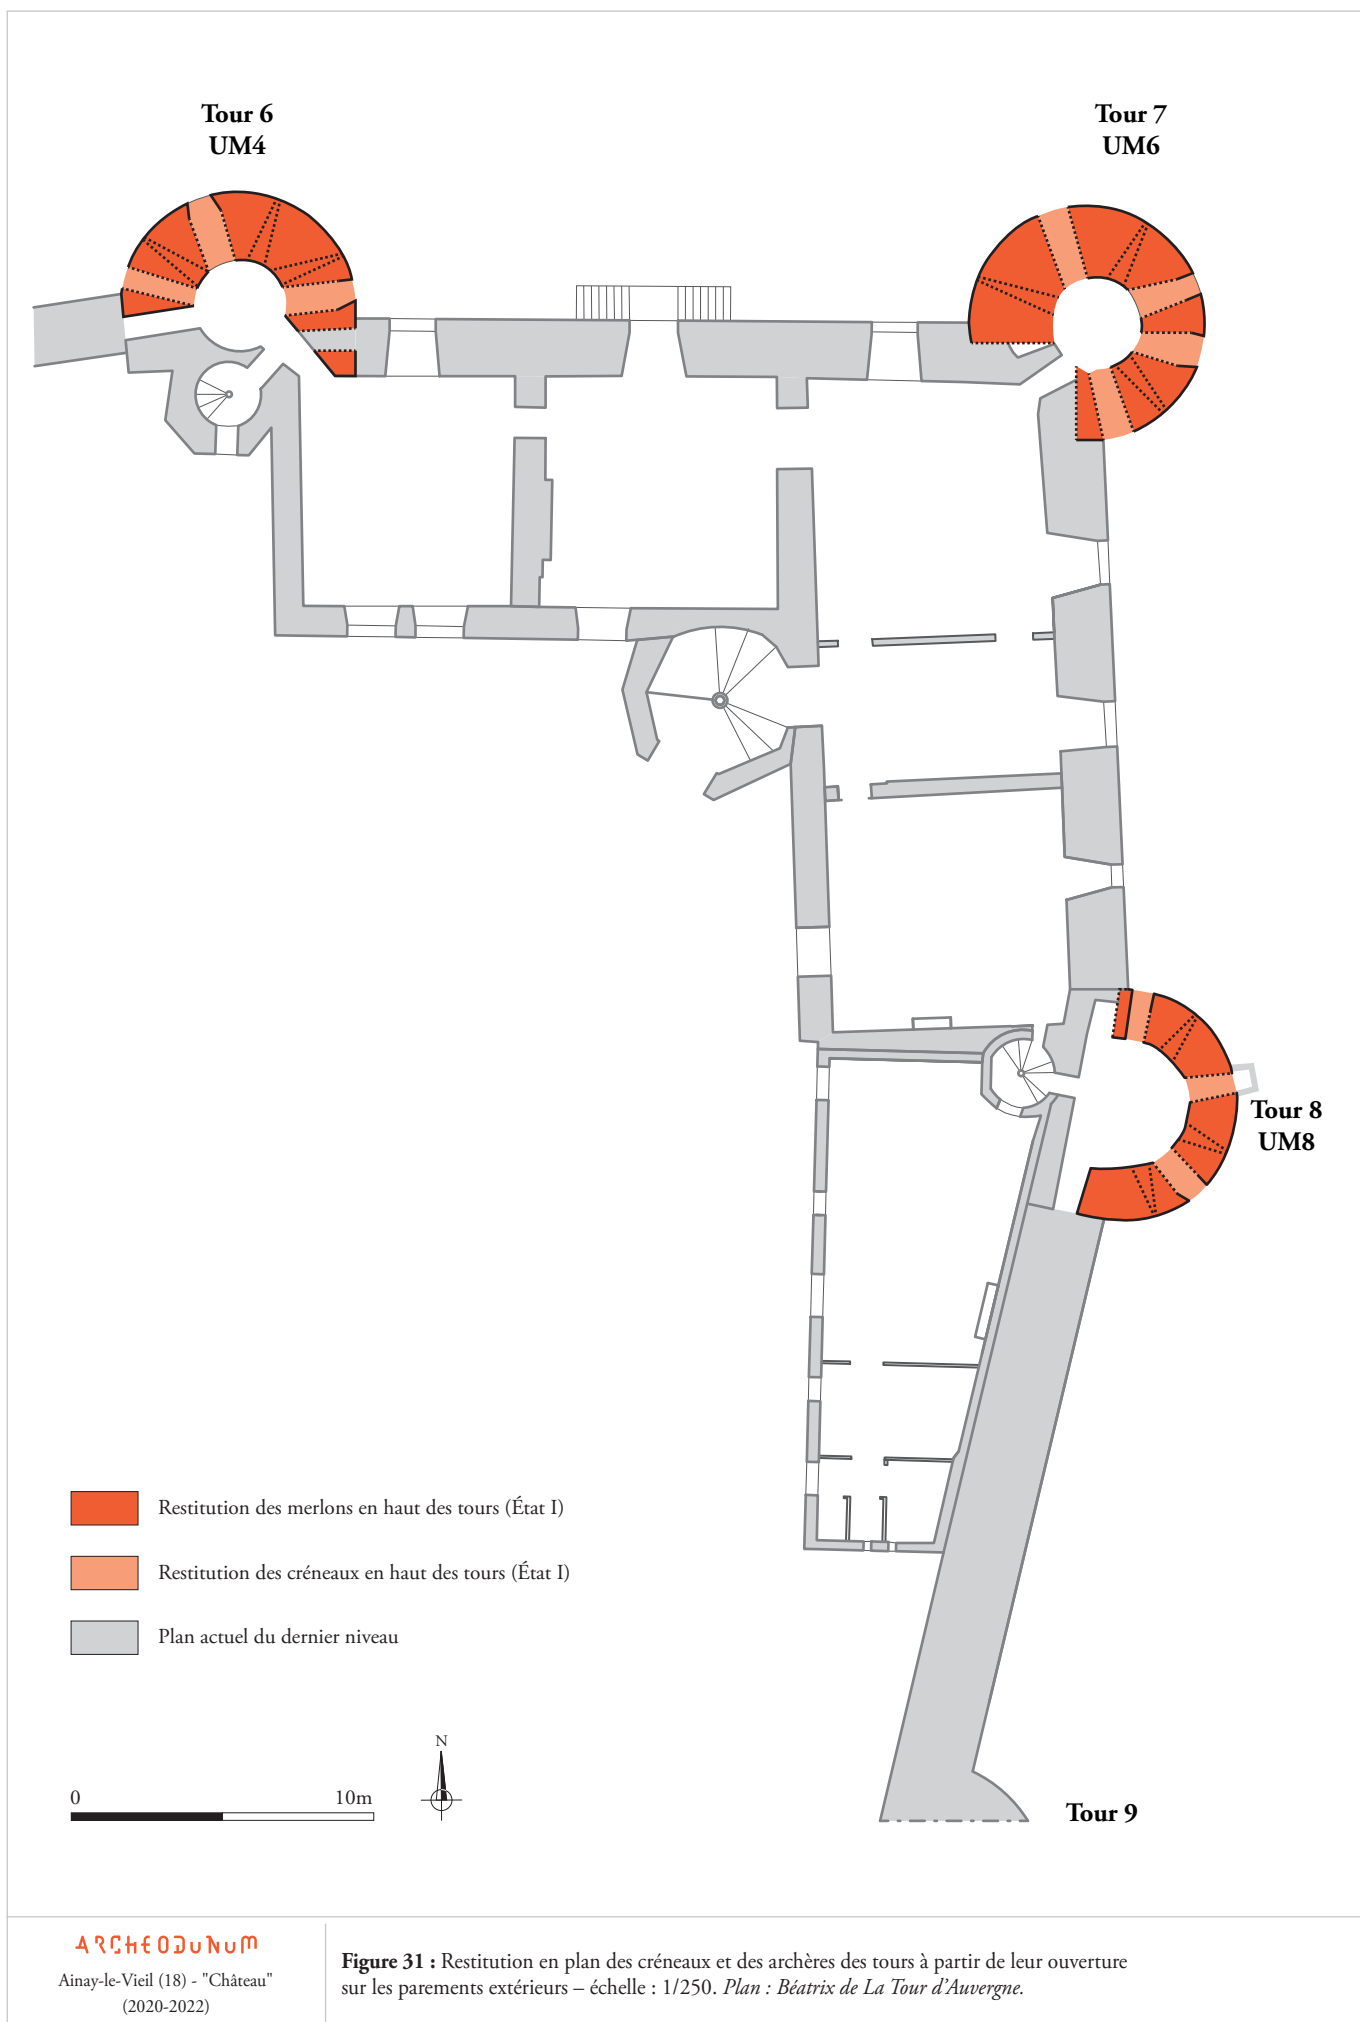 Tour 6
UM4
Tour 7
UM6
Tour 8
UM8
Restitution des merlons en haut des tours (État I)
Restitution des créneaux en haut des tours (État I)
Plan actuel du dernier niveau
N
0 10m
Tour 9
ARCHEODUNUM
Ainay-le-Vieil (18) - "Château"
(2020-2022)
Figure 31 : Restitution en plan des créneaux et des archères des tours à partir de leur ouverture
sur les parements extérieurs – échelle : 1/250. Plan : Béatrix de La Tour d'Auvergne.